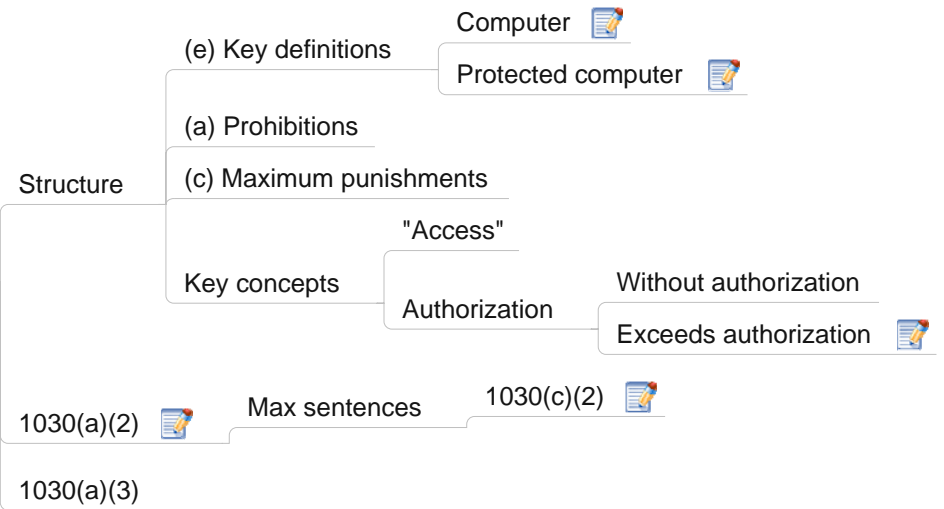 Computer
(e) Key definitions
Protected computer
(a) Prohibitions
Structure
(c) Maximum punishments
"Access"
Key concepts
Without authorization
Authorization
Exceeds authorization
1030(a)(2)
Max sentences
1030(c)(2)
1030(a)(3)